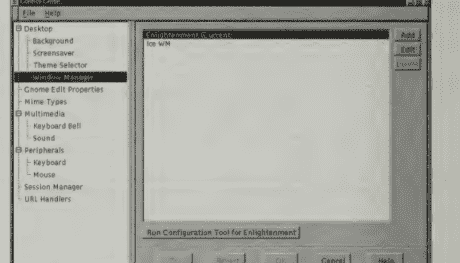 Control Center
File Help
Desktop
Background
Screensaver
Theme Selector
Window Manager
Gnome Edit Properties
Mime Types
Multimedia
Keyboard Bell
Sound
Peripherals
Keyboard
Mouse
Session Manager
URL Handlers
Enlightenment (Current)
Ice WM
Add
Edit
Delete
Run Configuration Tool for Enlightenment
Revert
Cancel
Help